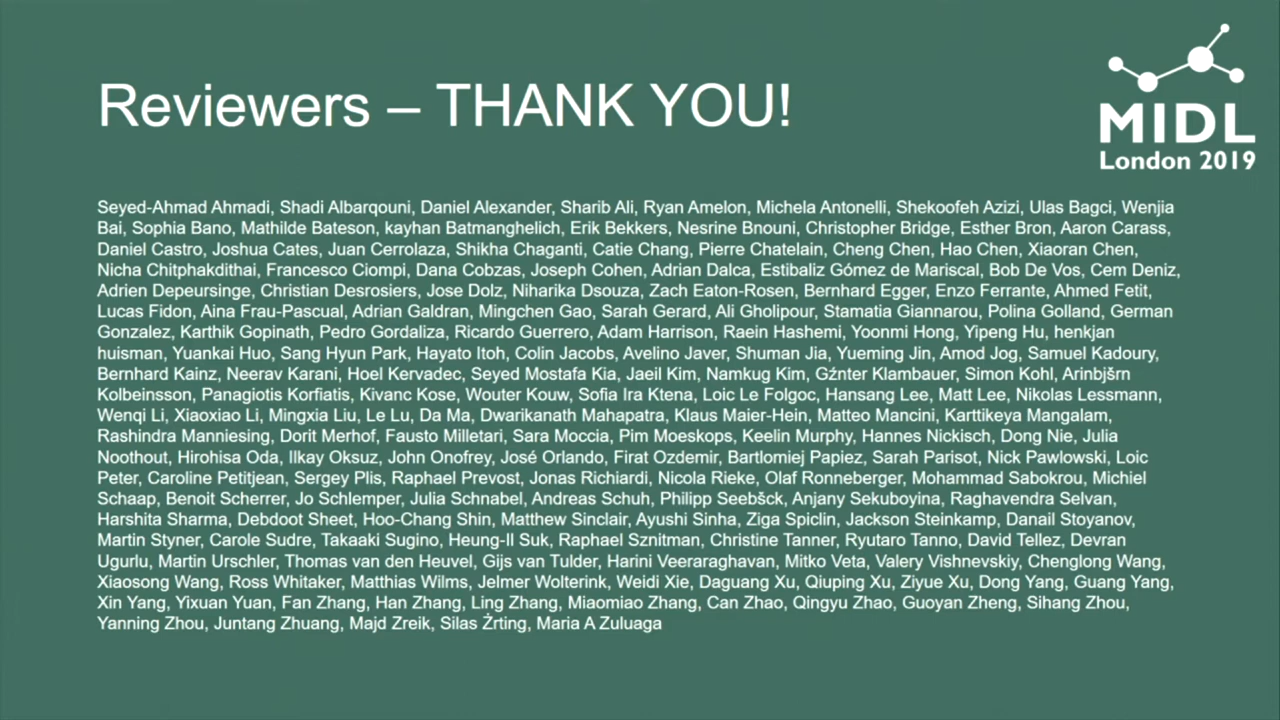 Reviewers – THANK YOU!
MIDL
London 2019
Seyed-Ahmad Ahmadi, Shadi Albarqouni, Daniel Alexander, Sharib Ali, Ryan Amelon, Michela Antonelli, Shekoofeh Azizi, Ulas Bagci, Wenjia
Bai, Sophia Bano, Mathilde Bateson, kayhan Batmanghelich, Erik Bekkers, Nesrine Bnouni, Christopher Bridge, Esther Bron, Aaron Carass,
Daniel Castro, Joshua Cates, Juan Cerrolaza, Shikha Chaganti, Catie Chang, Pierre Chatelain, Cheng Chen, Hao Chen, Xiaoran Chen,
Nicha Chitphakdithai, Francesco Ciompi, Dana Cobzas, Joseph Cohen, Adrian Dalca, Estibaliz Gómez de Mariscal, Bob De Vos, Cem Deniz,
Adrien Depeursinge, Christian Desrosiers, Jose Dolz, Niharika Dsouza, Zach Eaton-Rosen, Bernhard Egger, Enzo Ferrante, Ahmed Fetit,
Lucas Fidon, Aina Frau-Pascual, Adrian Galdran, Mingchen Gao, Sarah Gerard, Ali Gholipour, Stamatia Giannarou, Polina Golland, German
Gonzalez, Karthik Gopinath, Pedro Gordaliza, Ricardo Guerrero, Adam Harrison, Raein Hashemi, Yoonmi Hong, Yipeng Hu, henkjan
huisman, Yuankai Huo, Sang Hyun Park, Hayato Itoh, Colin Jacobs, Avelino Javer, Shuman Jia, Yueming Jin, Amod Jog, Samuel Kadoury,
Bernhard Kainz, Neerav Karani, Hoel Kervadec, Seyed Mostafa Kia, Jaeil Kim, Namkug Kim, Gźnter Klambauer, Simon Kohl, Arinbjšrn
Kolbeinsson, Panagiotis Korfiatis, Kivanc Kose, Wouter Kouw, Sofia Ira Ktena, Loic Le Folgoc, Hansang Lee, Matt Lee, Nikolas Lessmann,
Wenqi Li, Xiaoxiao Li, Mingxia Liu, Le Lu, Da Ma, Dwarikanath Mahapatra, Klaus Maier-Hein, Matteo Mancini, Karttikeya Mangalam,
Rashindra Manniesing, Dorit Merhof, Fausto Milletari, Sara Moccia, Pim Moeskops, Keelin Murphy, Hannes Nickisch, Dong Nie, Julia
Noothout, Hirohisa Oda, Ilkay Oksuz, John Onofrey, José Orlando, Firat Ozdemir, Bartlomiej Papiez, Sarah Parisot, Nick Pawlowski, Loic
Peter, Caroline Petitjean, Sergey Plis, Raphael Prevost, Jonas Richiardi, Nicola Rieke, Olaf Ronneberger, Mohammad Sabokrou, Michiel
Schaap, Benoit Scherrer, Jo Schlemper, Julia Schnabel, Andreas Schuh, Philipp Seebšck, Anjany Sekuboyina, Raghavendra Selvan,
Harshita Sharma, Debdoot Sheet, Hoo-Chang Shin, Matthew Sinclair, Ayushi Sinha, Ziga Spiclin, Jackson Steinkamp, Danail Stoyanov,
Martin Styner, Carole Sudre, Takaaki Sugino, Heung-Il Suk, Raphael Sznitman, Christine Tanner, Ryutaro Tanno, David Tellez, Devran
Ugurlu, Martin Urschler, Thomas van den Heuvel, Gijs van Tulder, Harini Veeraraghavan, Mitko Veta, Valery Vishnevskiy, Chenglong Wang,
Xiaosong Wang, Ross Whitaker, Matthias Wilms, Jelmer Wolterink, Weidi Xie, Daguang Xu, Qiuping Xu, Ziyue Xu, Dong Yang, Guang Yang,
Xin Yang, Yixuan Yuan, Fan Zhang, Han Zhang, Ling Zhang, Miaomiao Zhang, Can Zhao, Qingyu Zhao, Guoyan Zheng, Sihang Zhou,
Yanning Zhou, Juntang Zhuang, Majd Zreik, Silas Żrting, Maria A Zuluaga